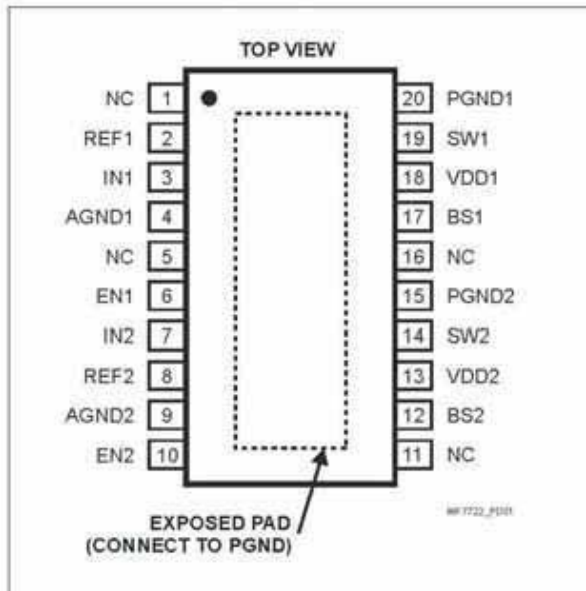 TOP VIEW
NC 1 20 PGND1
REF1 2 19 SW1
IN1 3 18 VDD1
AGND1 4 17 BS1
NC 5 16 NC
EN1 6 15 PGND2
IN2 7 14 SW2
REF2 8 13 VDD2
AGND2 9 12 BS2
EN2 10 11 NC
EXPOSED PAD
(CONNECT TO PGND)